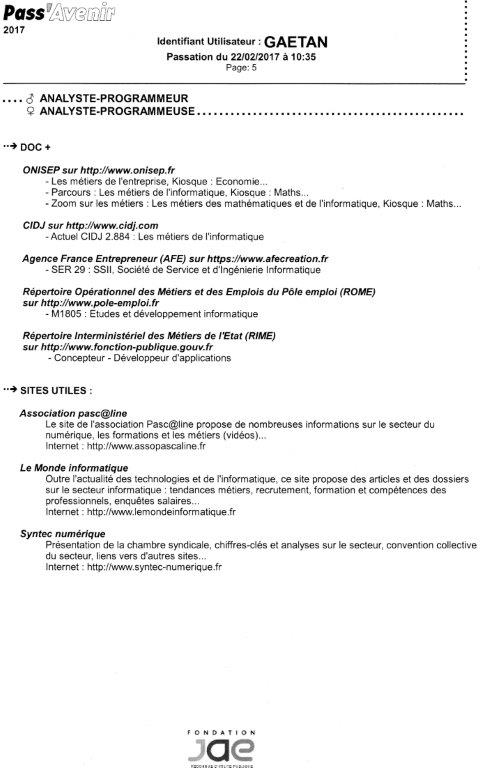 Pass'Avenir
2017
Identifiant Utilisateur : GAETAN
Passation du 22/02/2017 à 10:35
Page: 5
.... ♂ ANALYSTE-PROGRAMMEUR
♀ ANALYSTE-PROGRAMMEUSE................................................
··➔ DOC +
ONISEP sur http://www.onisep.fr
- Les métiers de l'entreprise, Kiosque : Economie...
- Parcours : Les métiers de l'informatique, Kiosque : Maths...
- Zoom sur les métiers : Les métiers des mathématiques et de l'informatique, Kiosque : Maths...
CIDJ sur http://www.cidj.com
- Actuel CIDJ 2.884 : Les métiers de l'informatique
Agence France Entrepreneur (AFE) sur https://www.afecreation.fr
- SER 29 : SSII, Société de Service et d'Ingénierie Informatique
Répertoire Opérationnel des Métiers et des Emplois du Pôle emploi (ROME)
sur http://www.pole-emploi.fr
- M1805 : Etudes et développement informatique
Répertoire Interministériel des Métiers de l'Etat (RIME)
sur http://www.fonction-publique.gouv.fr
- Concepteur - Développeur d'applications
··➔ SITES UTILES :
Association pasc@line
Le site de l'association Pasc@line propose de nombreuses informations sur le secteur du
numérique, les formations et les métiers (vidéos)...
Internet : http://www.assopascaline.fr
Le Monde informatique
Outre l'actualité des technologies et de l'informatique, ce site propose des articles et des dossiers
sur le secteur informatique : tendances métiers, recrutement, formation et compétences des
professionnels, enquêtes salaires...
Internet : http://www.lemondeinformatique.fr
Syntec numérique
Présentation de la chambre syndicale, chiffres-clés et analyses sur le secteur, convention collective
du secteur, liens vers d'autres sites...
Internet : http://www.syntec-numerique.fr
FONDATION
JAE
RECONNUE D'UTILITE PUBLIQUE